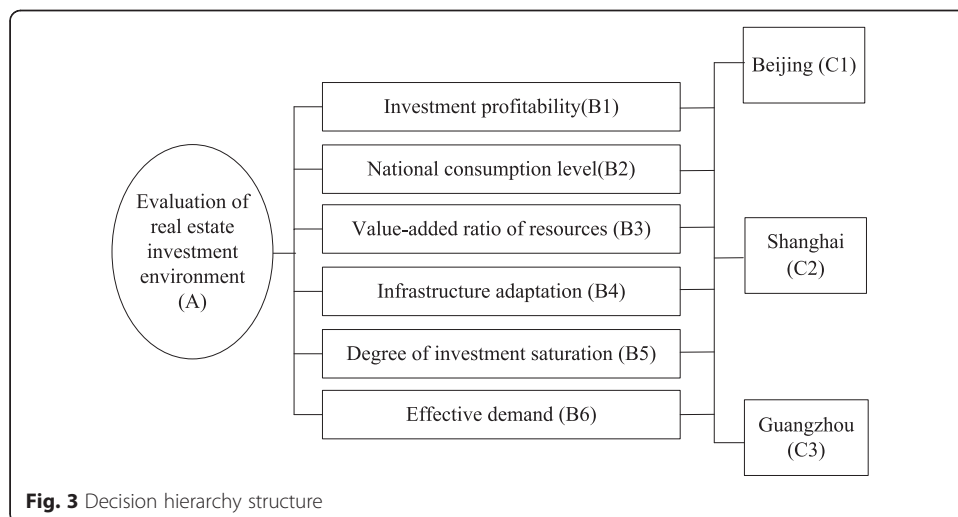 Evaluation of
real estate
investment
environment
(A)
Investment profitability(B1)
National consumption level(B2)
Value-added ratio of resources (B3)
Infrastructure adaptation (B4)
Degree of investment saturation (B5)
Effective demand (B6)
Beijing (C1)
Shanghai
(C2)
Guangzhou
(C3)
Fig. 3 Decision hierarchy structure